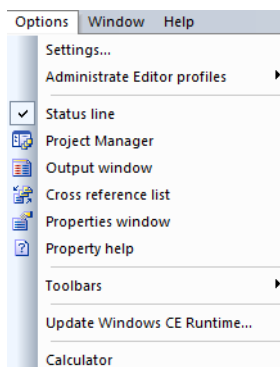 Options Window Help
Settings...
Administrate Editor profiles
Status line
Project Manager
Output window
Cross reference list
Properties window
Property help
Toolbars
Update Windows CE Runtime...
Calculator